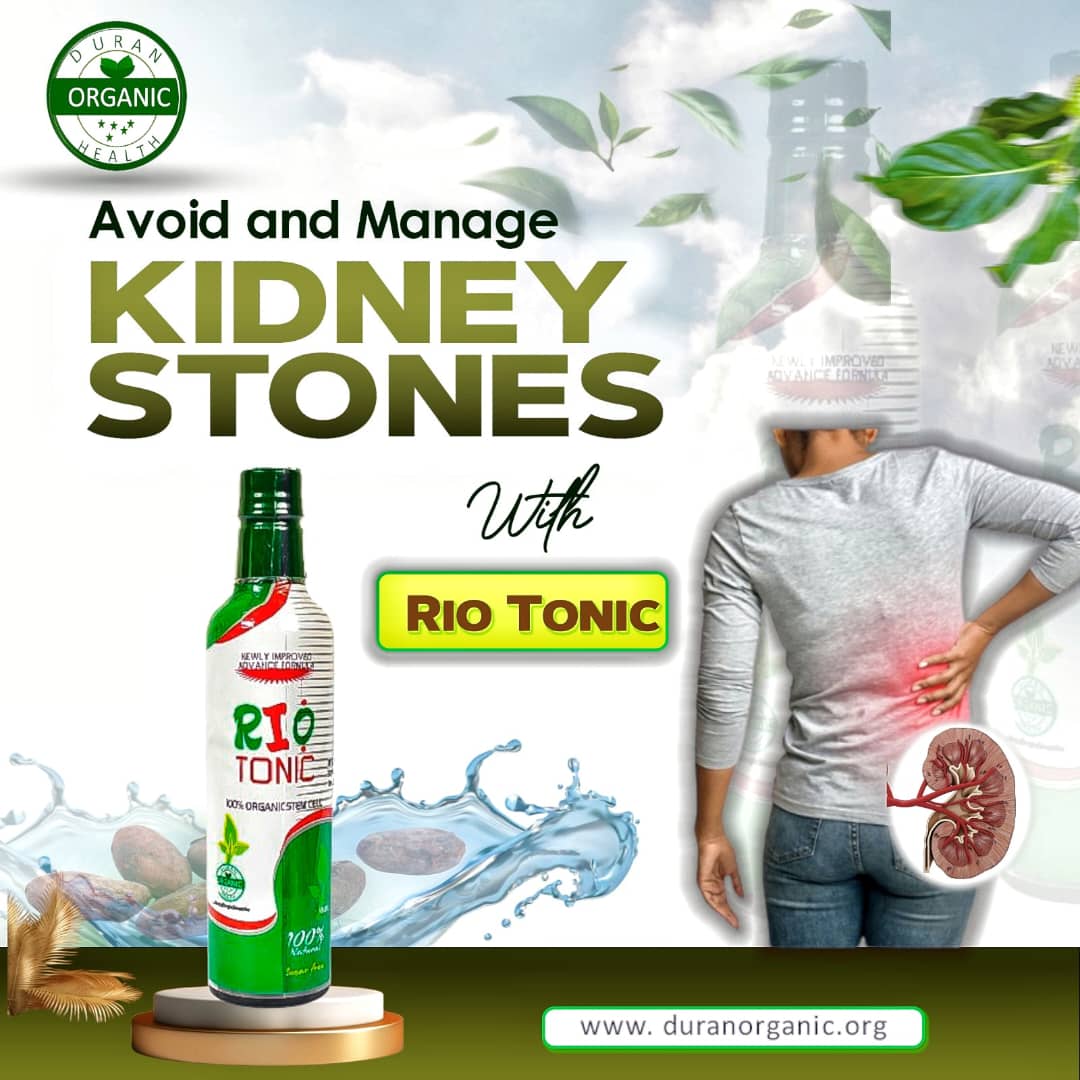 DURAN
ORGANIC
HEALTH
Avoid and Manage
KIDNEY
STONES
With
RIO TONIC
NEWLY IMPROVED
ADVANCE FORMULA
RIO
TONIC
100% ORGANIC STEM CELL
ORGANIC
100%
Natural
Sugar free
NEWLY IMPROVED
ADVANCE FORMULA
www. duranorganic.org